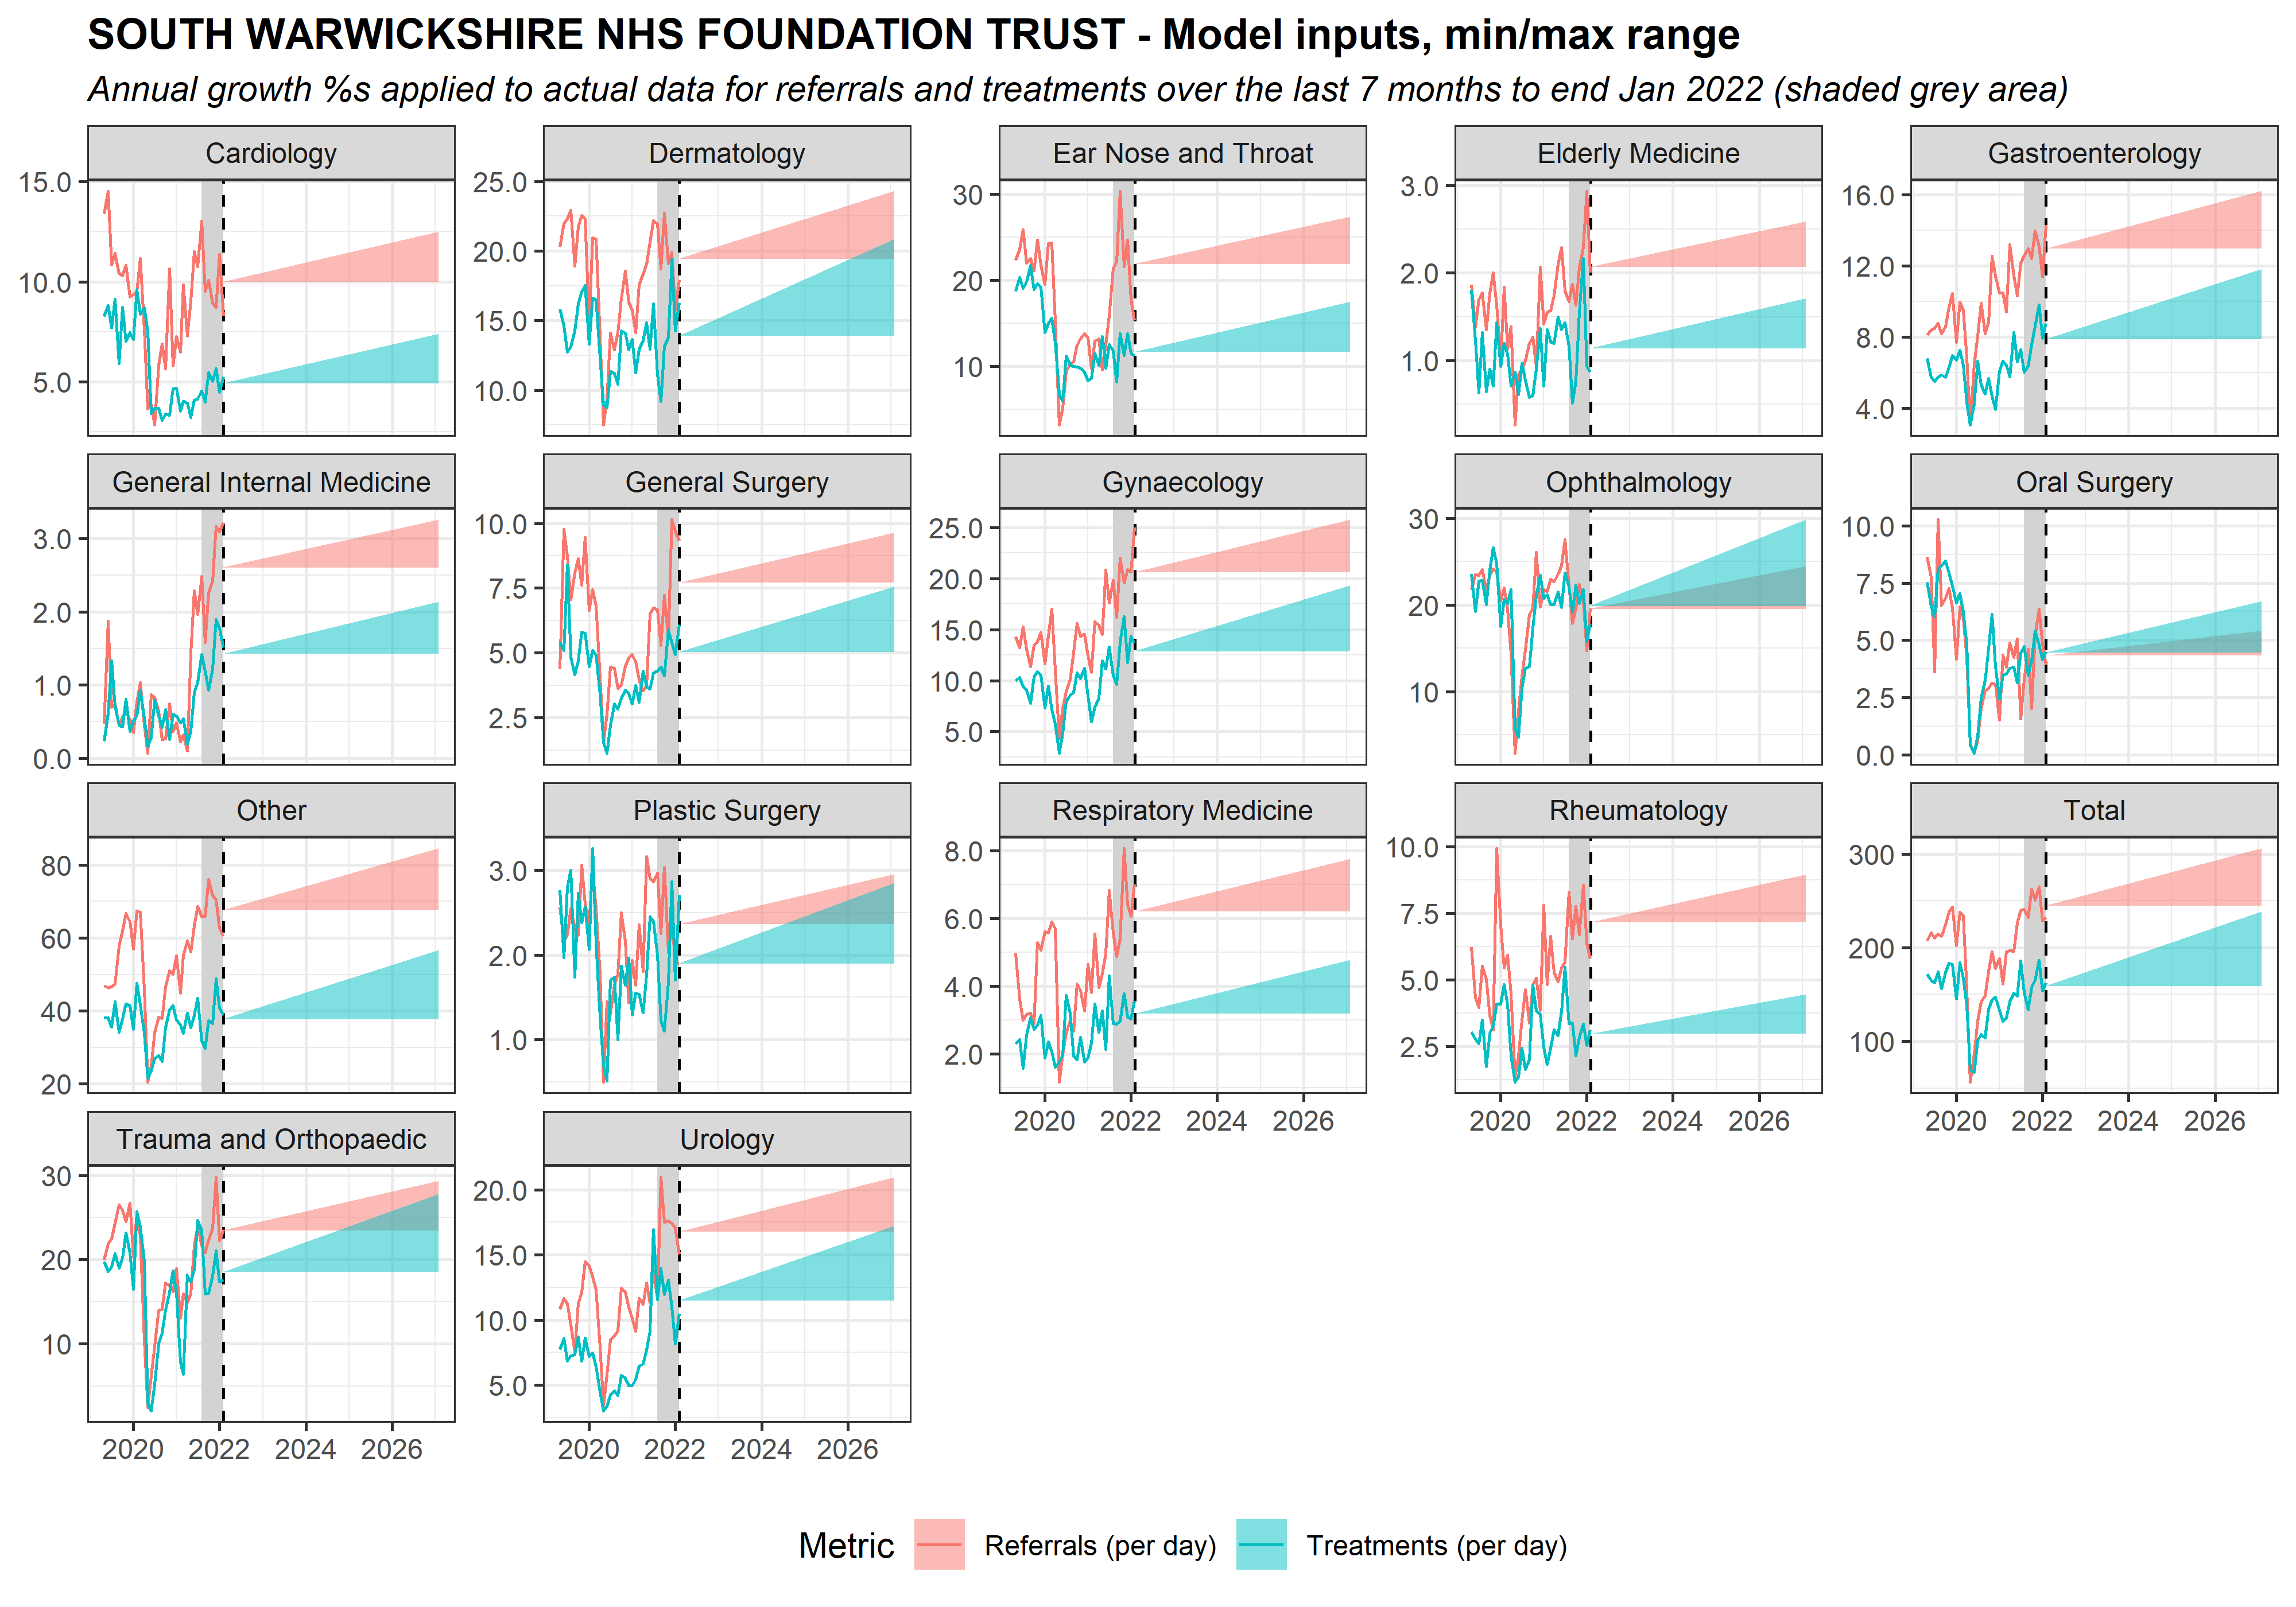 SOUTH WARWICKSHIRE NHS FOUNDATION TRUST - Model inputs, min/max range
Annual growth %s applied to actual data for referrals and treatments over the last 7 months to end Jan 2022 (shaded grey area)
Cardiology
15.0
10.0
5.0
Dermatology
25.0
20.0
15.0
10.0
Ear Nose and Throat
30
20
10
Elderly Medicine
3.0
2.0
1.0
Gastroenterology
16.0
12.0
8.0
4.0
General Internal Medicine
3.0
2.0
1.0
0.0
General Surgery
10.0
7.5
5.0
2.5
Gynaecology
25.0
20.0
15.0
10.0
5.0
Ophthalmology
30
20
10
Oral Surgery
10.0
7.5
5.0
2.5
0.0
Other
80
60
40
20
Plastic Surgery
3.0
2.0
1.0
Respiratory Medicine
8.0
6.0
4.0
2.0
2020 2022 2024 2026
Rheumatology
10.0
7.5
5.0
2.5
2020 2022 2024 2026
Total
300
200
100
2020 2022 2024 2026
Trauma and Orthopaedic
30
20
10
2020 2022 2024 2026
Urology
20.0
15.0
10.0
5.0
2020 2022 2024 2026
Metric Referrals (per day) Treatments (per day)